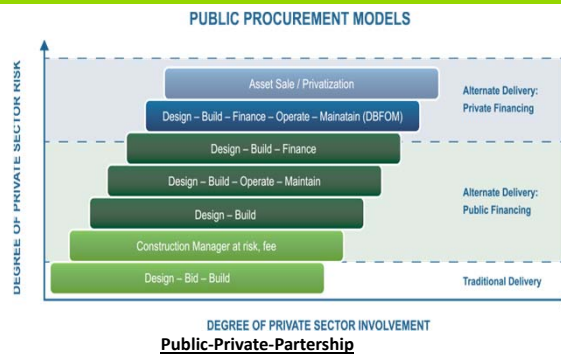 PUBLIC PROCUREMENT MODELS
DEGREE OF PRIVATE SECTOR RISK
Asset Sale / Privatization
Design – Build – Finance – Operate – Mainatain (DBFOM)
Design – Build – Finance
Design – Build – Operate – Maintain
Design – Build
Construction Manager at risk, fee
Design – Bid – Build
Alternate Delivery:
Private Financing
Alternate Delivery:
Public Financing
Traditional Delivery
DEGREE OF PRIVATE SECTOR INVOLVEMENT
Public-Private-Partership